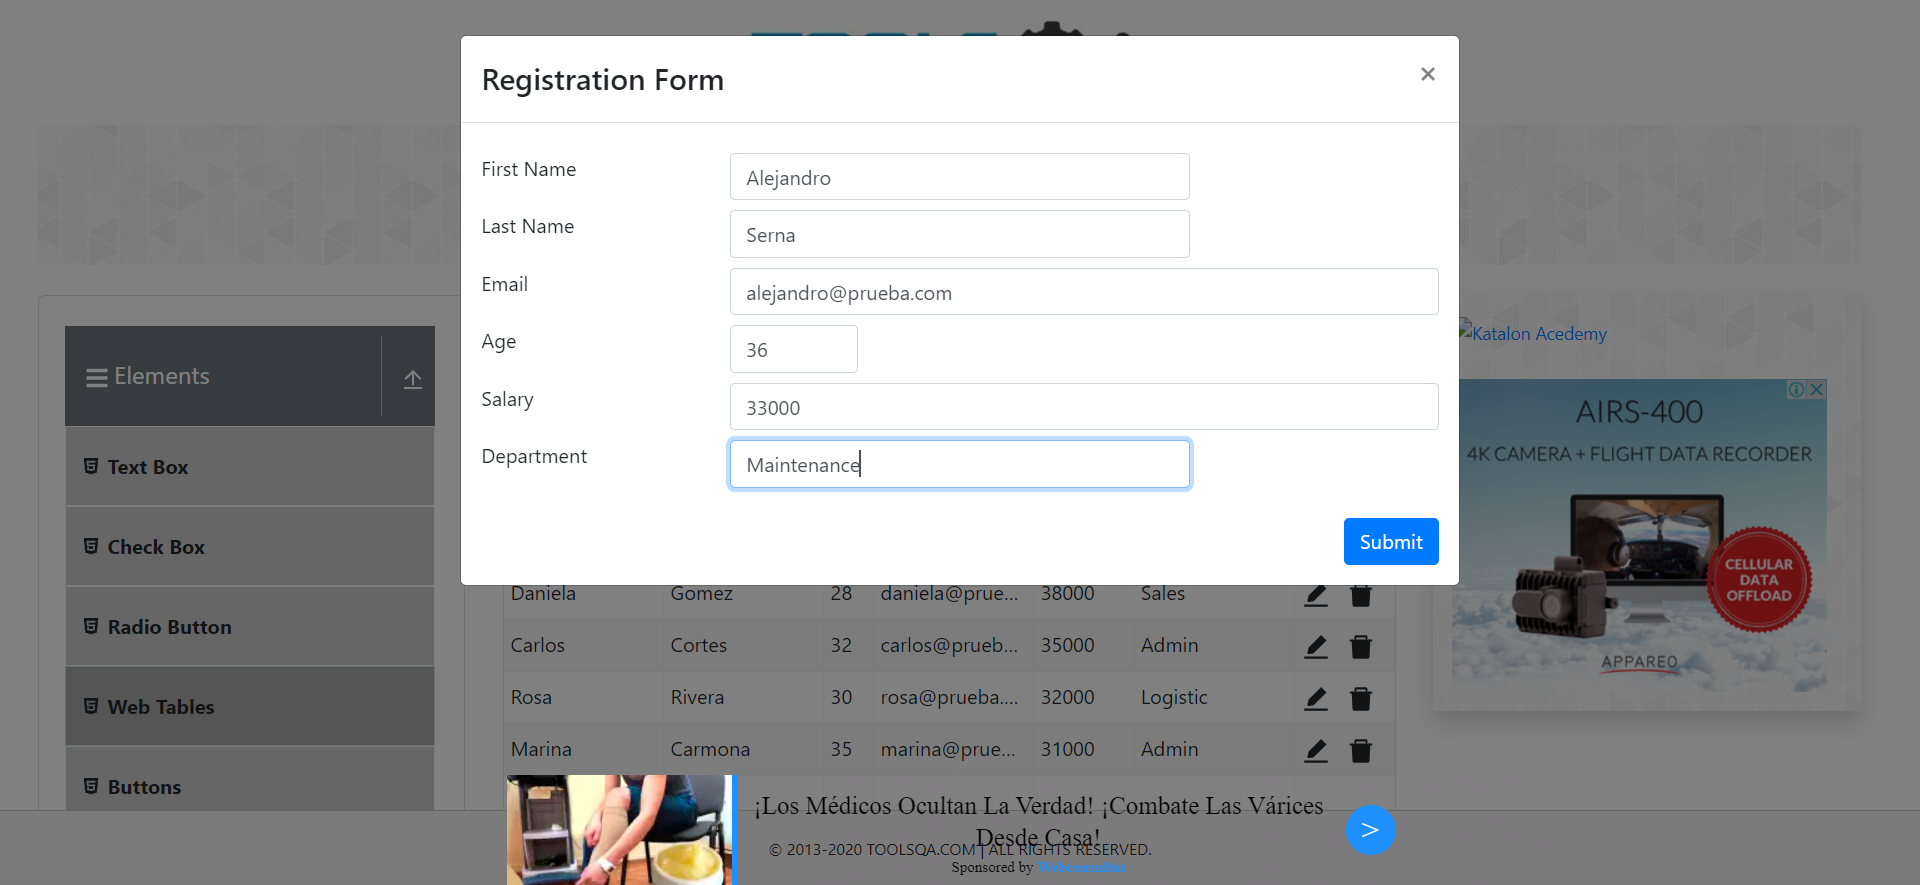 Registration Form
×
First Name
Alejandro
Last Name
Serna
Email
alejandro@prueba.com
Age
36
Salary
33000
Department
Maintenance
Submit
Elements
Text Box
Check Box
Radio Button
Web Tables
Buttons
Daniela Gomez 28 daniela@prue... 38000 Sales
Carlos Cortes 32 carlos@prueb... 35000 Admin
Rosa Rivera 30 rosa@prueba.... 32000 Logistic
Marina Carmona 35 marina@prue... 31000 Admin
Katalon Acedemy
AIRS-400
4K CAMERA + FLIGHT DATA RECORDER
CELLULAR
DATA
OFFLOAD
APPAREO
¡Los Médicos Ocultan La Verdad! ¡Combate Las Várices
Desde Casa!
>
© 2013-2020 TOOLSQA.COM | ALL RIGHTS RESERVED.
Sponsored by